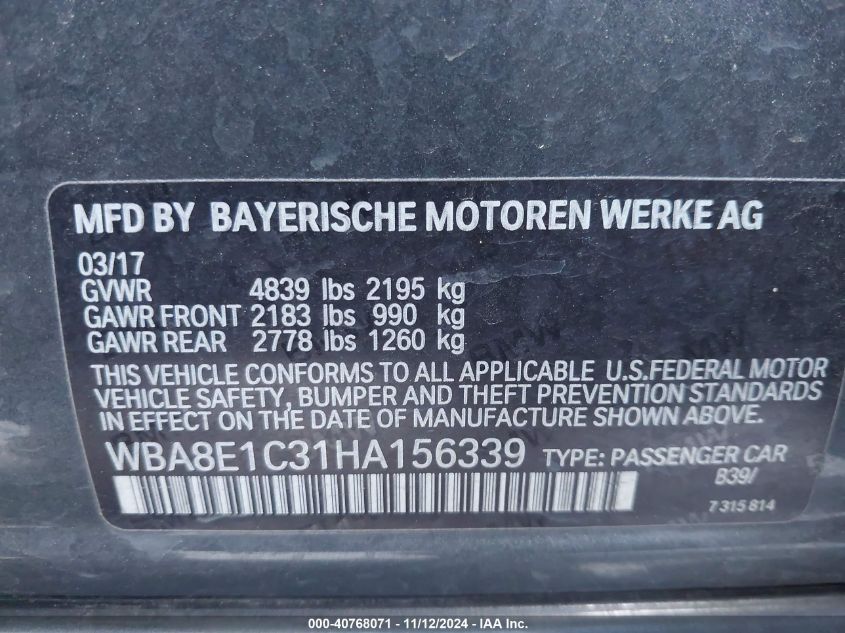 MFD BY BAYERISCHE MOTOREN WERKE AG
03/17
GVWR 4839 lbs 2195 kg
GAWR FRONT 2183 lbs 990 kg
GAWR REAR 2778 lbs 1260 kg
THIS VEHICLE CONFORMS TO ALL APPLICABLE U.S.FEDERAL MOTOR
VEHICLE SAFETY, BUMPER AND THEFT PREVENTION STANDARDS
IN EFFECT ON THE DATE OF MANUFACTURE SHOWN ABOVE.
WBA8E1C31HA156339 TYPE: PASSENGER CAR
B39/
7 315 814
000-40768071 - 11/12/2024 - IAA Inc.